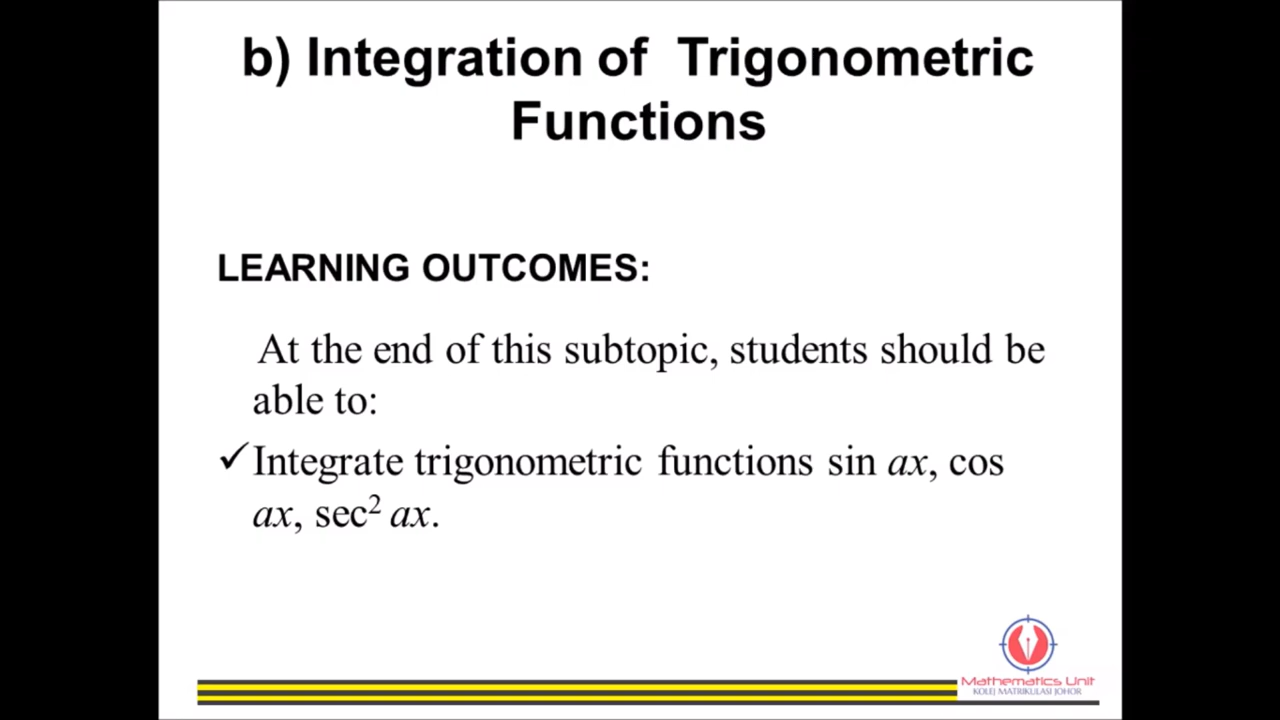 b) Integration of Trigonometric
Functions
LEARNING OUTCOMES:
At the end of this subtopic, students should be
able to:
✓Integrate trigonometric functions sin ax, cos
ax, sec² ax.
Mathematics Unit
KOLEJ MATRIKULASI JOHOR